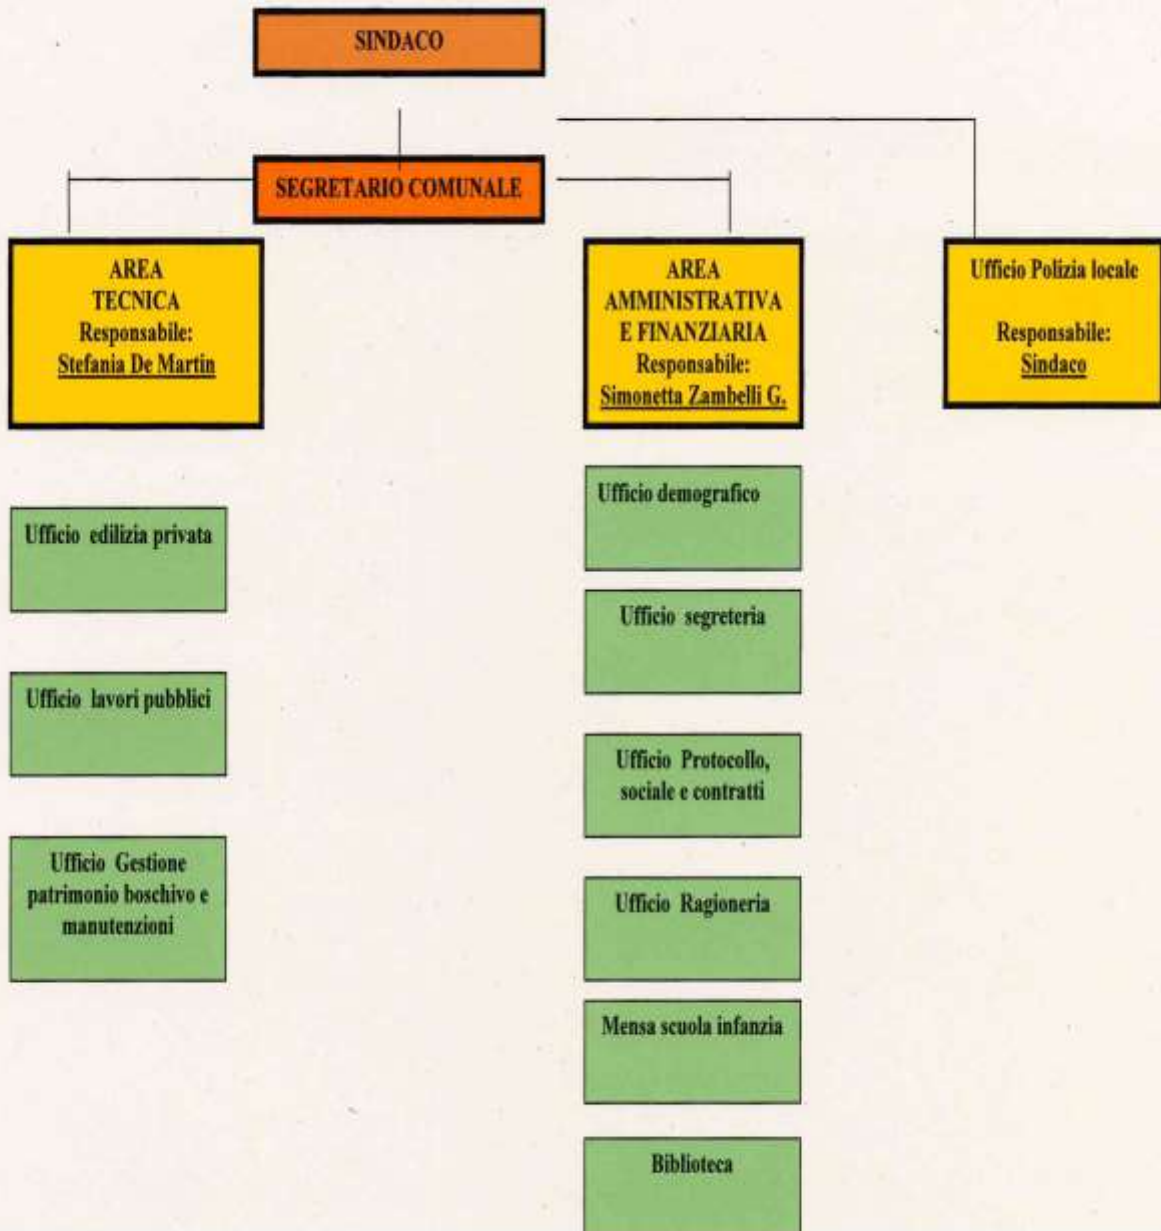 SINDACO
SEGRETARIO COMUNALE
AREA
TECNICA
Responsabile:
Stefania De Martin
AREA
AMMINISTRATIVA
E FINANZIARIA
Responsabile:
Simonetta Zambelli G.
Ufficio Polizia locale
Responsabile:
Sindaco
Ufficio edilizia privata
Ufficio lavori pubblici
Ufficio Gestione
patrimonio boschivo e
manutenzioni
Ufficio demografico
Ufficio segreteria
Ufficio Protocollo,
sociale e contratti
Ufficio Ragioneria
Mensa scuola infanzia
Biblioteca